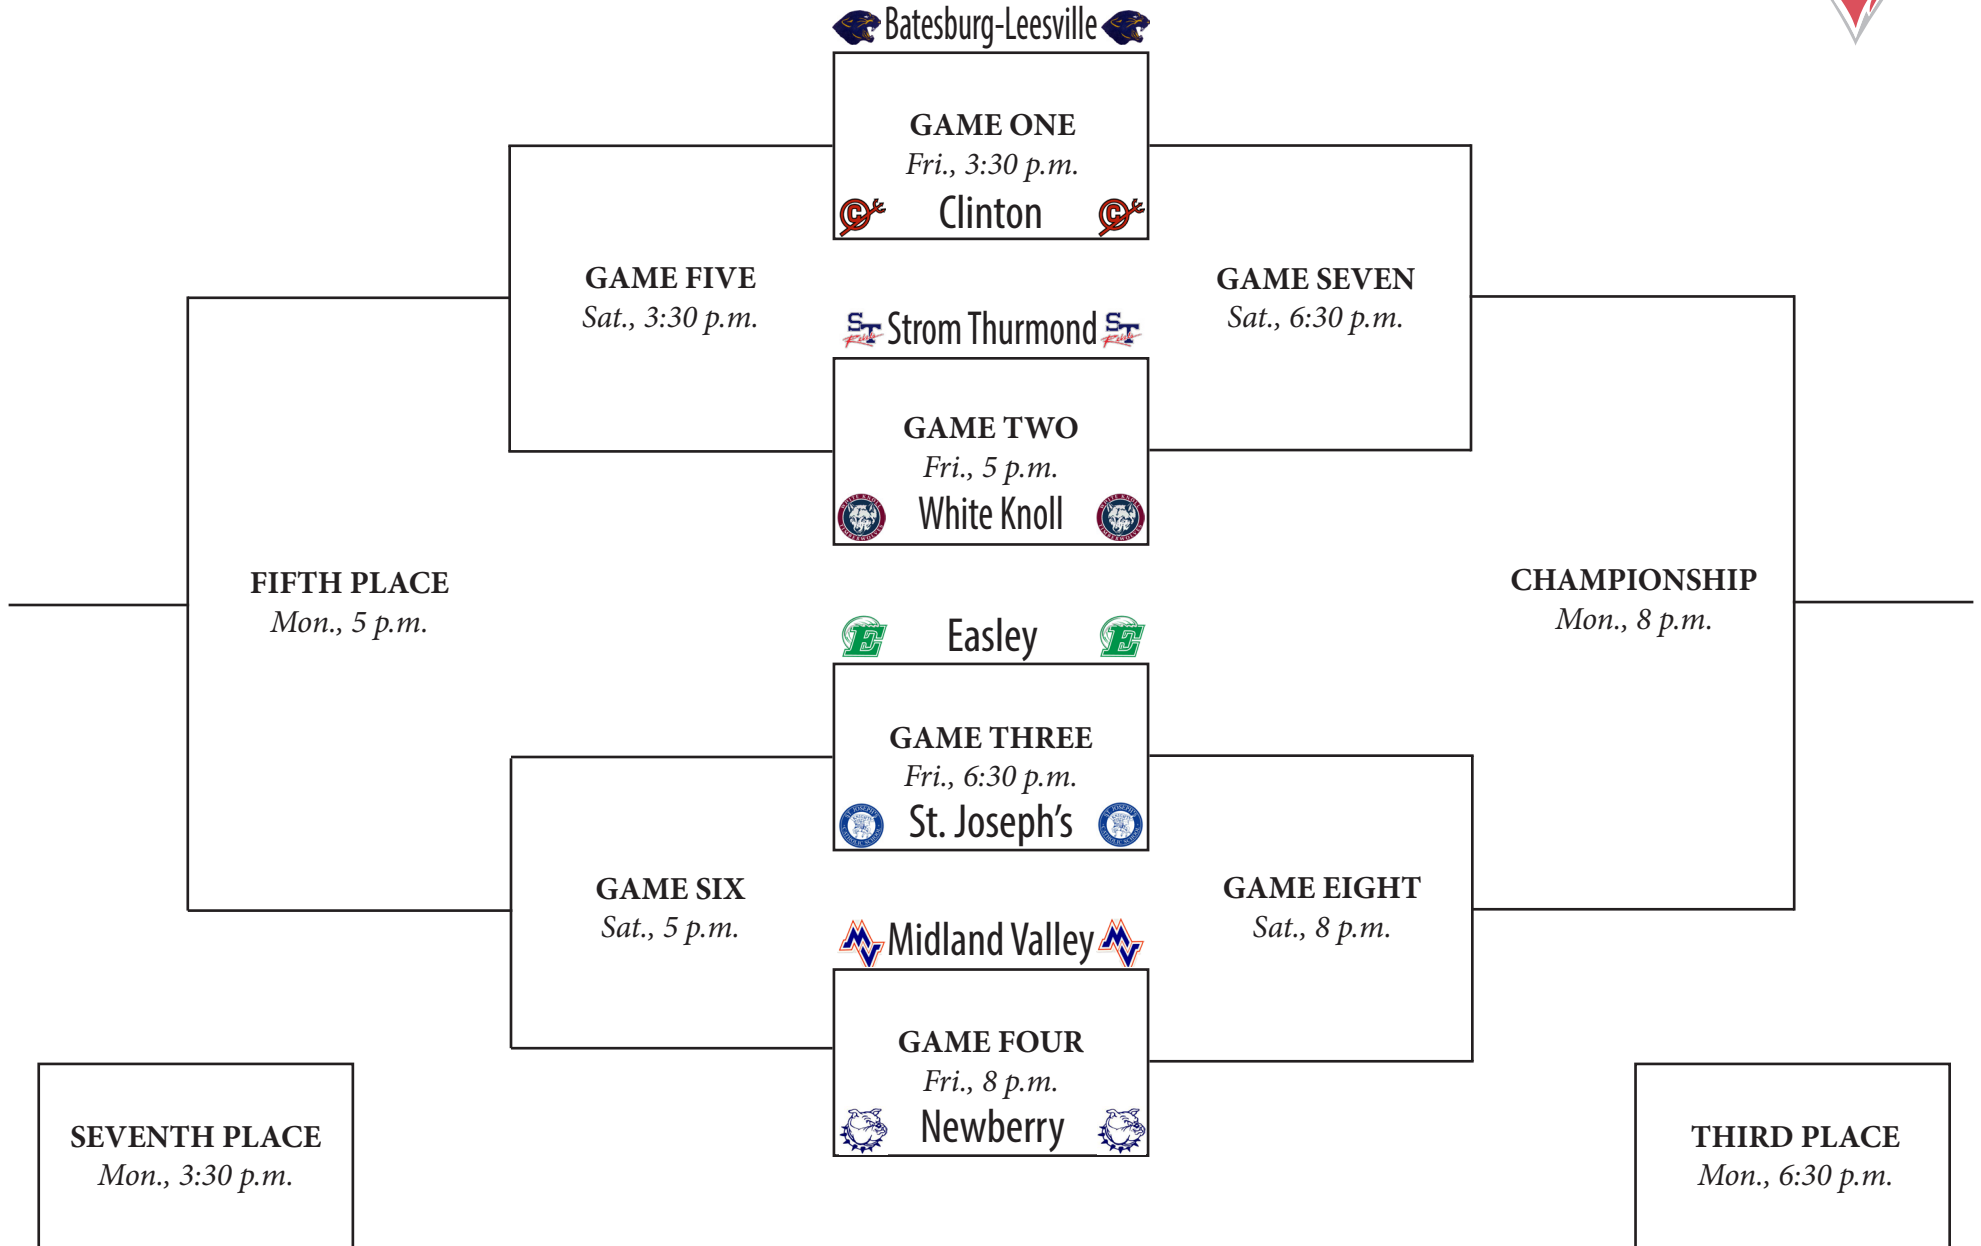 Batesburg-Leesville
GAME ONE
Fri., 3:30 p.m.
Clinton
GAME FIVE
Sat., 3:30 p.m.
GAME SEVEN
Sat., 6:30 p.m.
Strom Thurmond
GAME TWO
Fri., 5 p.m.
White Knoll
FIFTH PLACE
Mon., 5 p.m.
CHAMPIONSHIP
Mon., 8 p.m.
Easley
GAME THREE
Fri., 6:30 p.m.
St. Joseph's
GAME SIX
Sat., 5 p.m.
GAME EIGHT
Sat., 8 p.m.
Midland Valley
GAME FOUR
Fri., 8 p.m.
Newberry
SEVENTH PLACE
Mon., 3:30 p.m.
THIRD PLACE
Mon., 6:30 p.m.